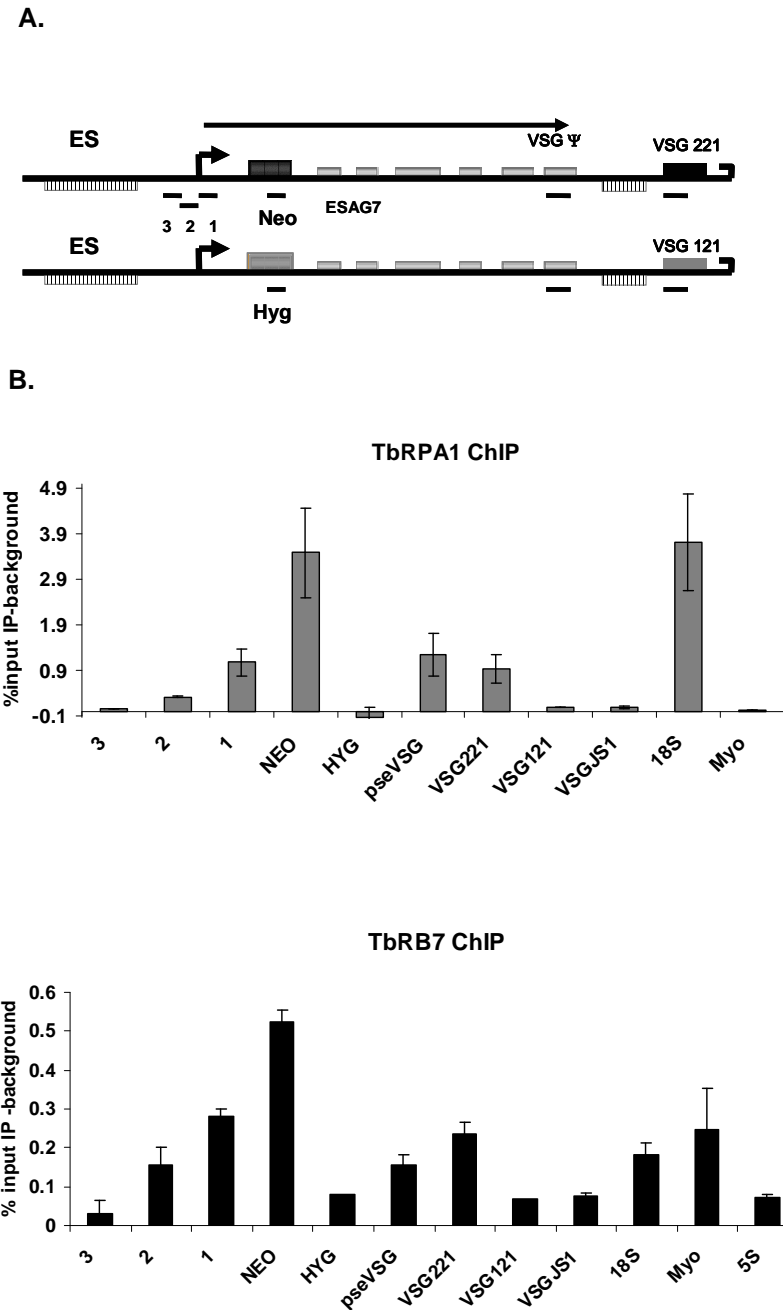 A.
ES
VSG Ψ
VSG 221
3 2 1
Neo
ESAG7
ES
VSG 121
Hyg
B.
TbRPA1 ChIP
%input IP-background
4.9
3.9
2.9
1.9
0.9
-0.1
3
2
1
NEO
HYG
pseVSG
VSG221
VSG121
VSGJS1
18S
Myo
TbRB7 ChIP
% input IP -background
0.6
0.5
0.4
0.3
0.2
0.1
0
3
2
1
NEO
HYG
pseVSG
VSG221
VSG121
VSGJS1
18S
Myo
5S